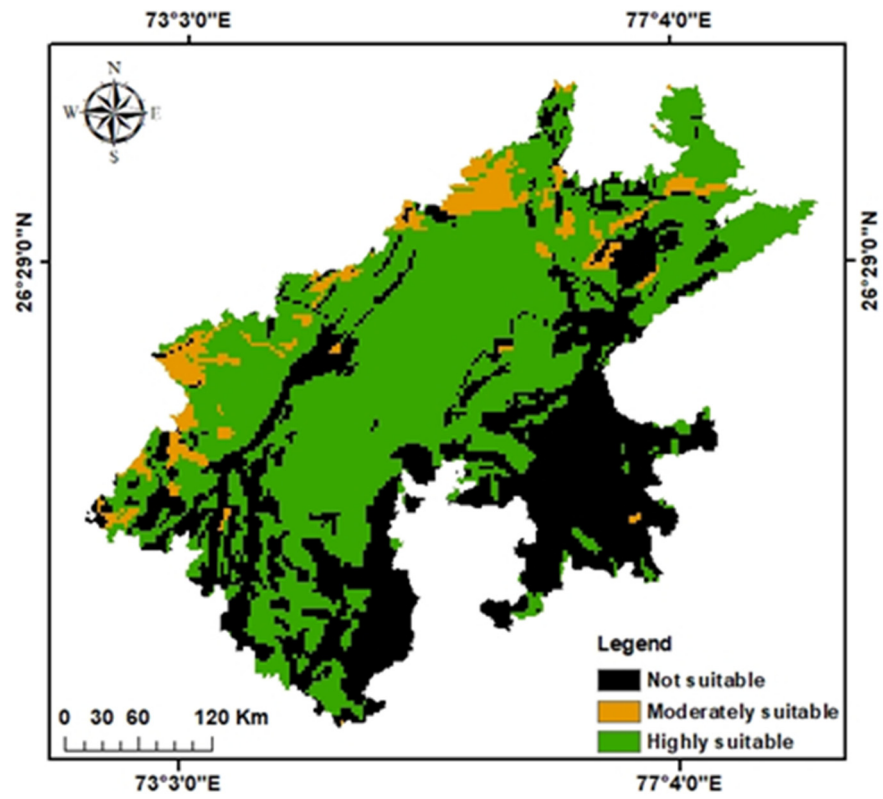 73°3'0"E 77°4'0"E
N
W E
S
26°29'0"N 26°29'0"N
Legend
Not suitable
Moderately suitable
Highly suitable
0 30 60 120 Km
73°3'0"E 77°4'0"E